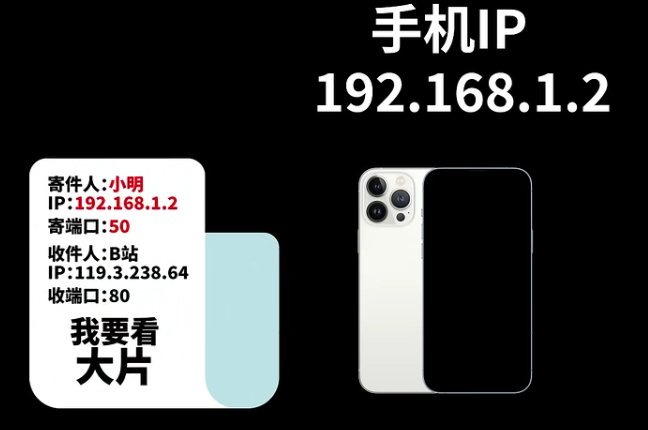 手机IP
192.168.1.2
寄件人：小明
IP：192.168.1.2
寄端口：50
收件人：B站
IP：119.3.238.64
收端口：80
我要看
大片